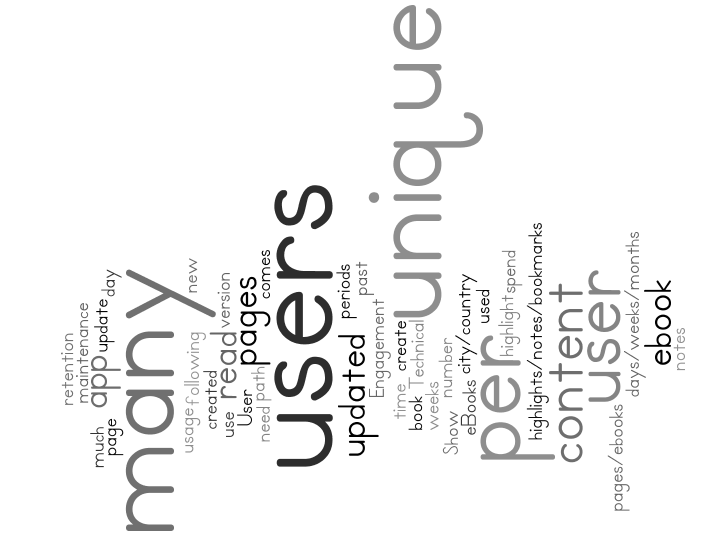 retention
maintenance
app
update
day
much
page
many
new
usage
following
created
read
version
use
User
pages
need
path
comes
users
updated
periods
past
Engagement
unique
time
create
book
Technical
weeks
number
Show
eBooks
city/country
used
per
highlight
spend
highlights/notes/bookmarks
content
user
pages/ebooks
days/weeks/months
ebook
notes